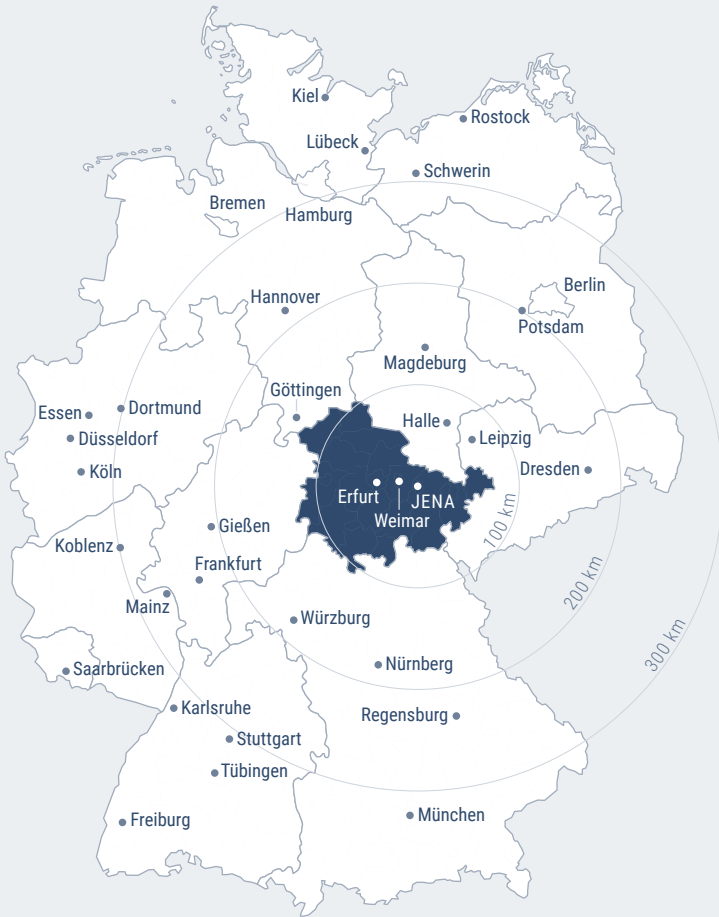 Kiel
Rostock
Lübeck
Schwerin
Bremen
Hamburg
Berlin
Hannover
Potsdam
Magdeburg
Göttingen
Essen
Dortmund
Halle
Düsseldorf
Leipzig
Köln
Dresden
Erfurt
JENA
Weimar
100 km
Gießen
Koblenz
Frankfurt
200 km
Mainz
Würzburg
300 km
Saarbrücken
Nürnberg
Karlsruhe
Regensburg
Stuttgart
Tübingen
Freiburg
München